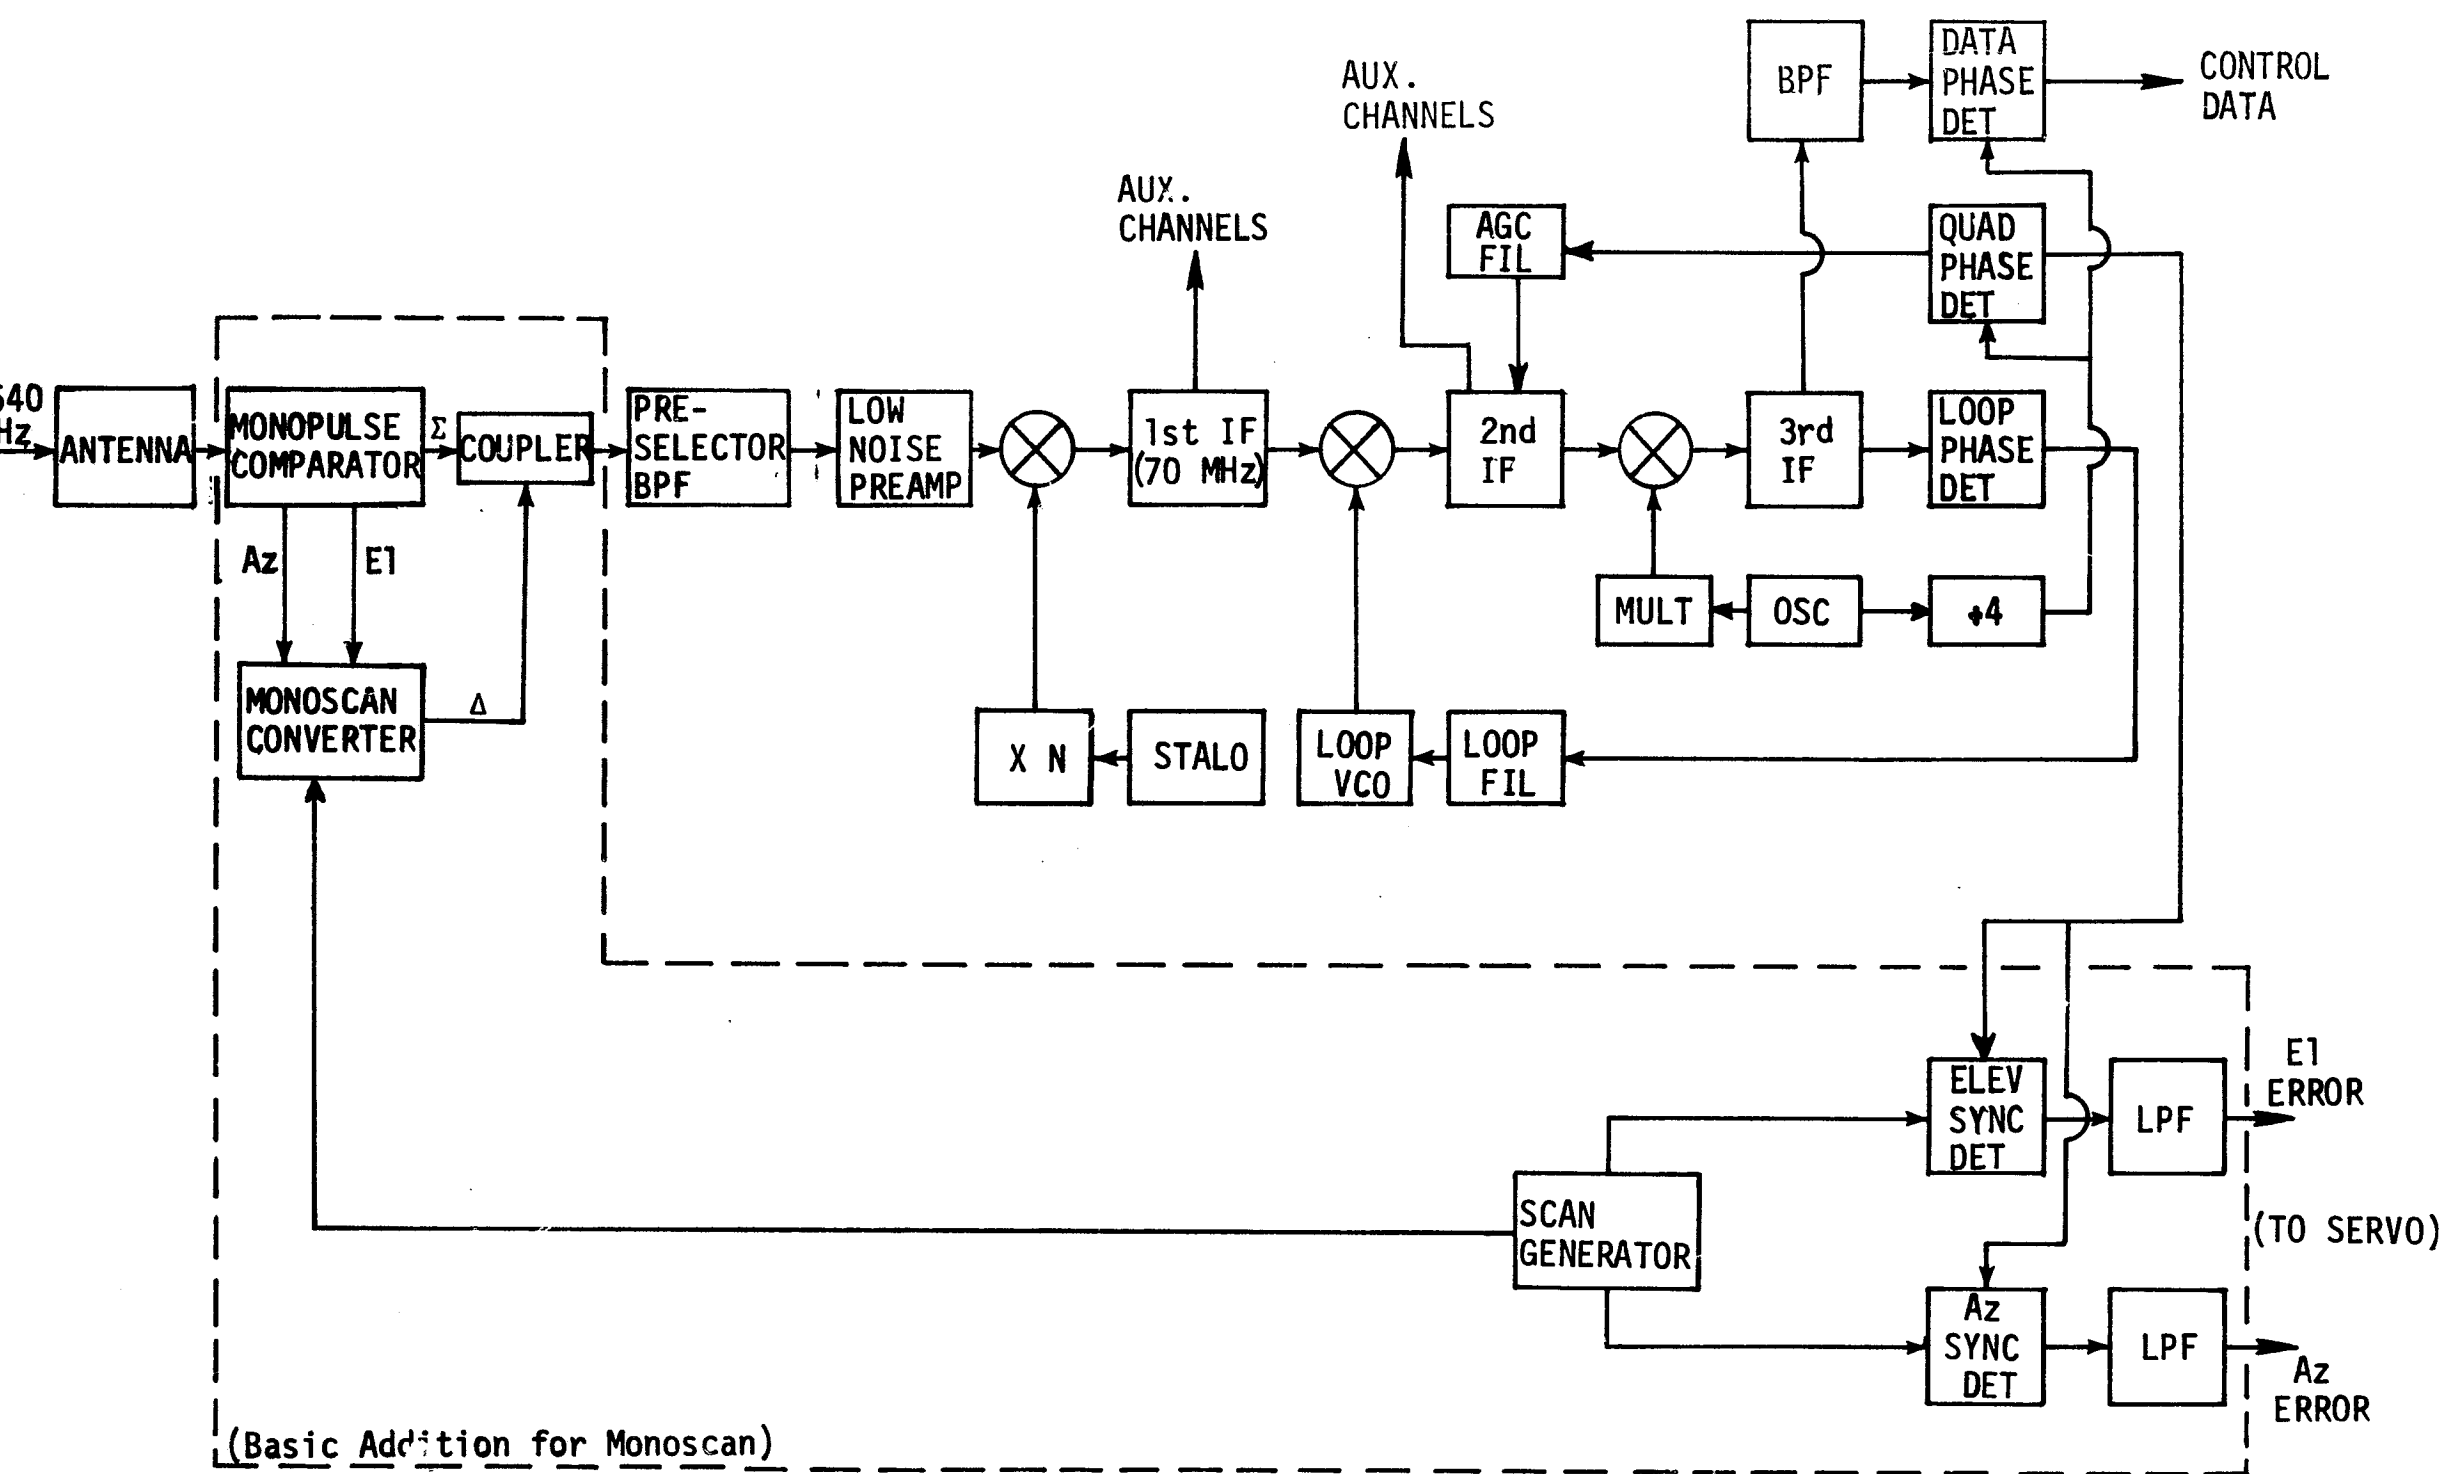 AUX.
CHANNELS
AUX.
CHANNELS
BPF
DATA
PHASE
DET
CONTROL
DATA
AGC
FIL
QUAD
PHASE
DET
640
Hz
ANTENNA
MONOPULSE
COMPARATOR
Σ
COUPLER
PRE-
SELECTOR
BPF
LOW
NOISE
PREAMP
1st IF
(70 MHz)
2nd
IF
3rd
IF
LOOP
PHASE
DET
Az
El
MULT
OSC
÷4
MONOSCAN
CONVERTER
Δ
X N
STALO
LOOP
VCO
LOOP
FIL
ELEV
SYNC
DET
LPF
El
ERROR
SCAN
GENERATOR
(TO SERVO)
Az
SYNC
DET
LPF
Az
ERROR
(Basic Addition for Monoscan)